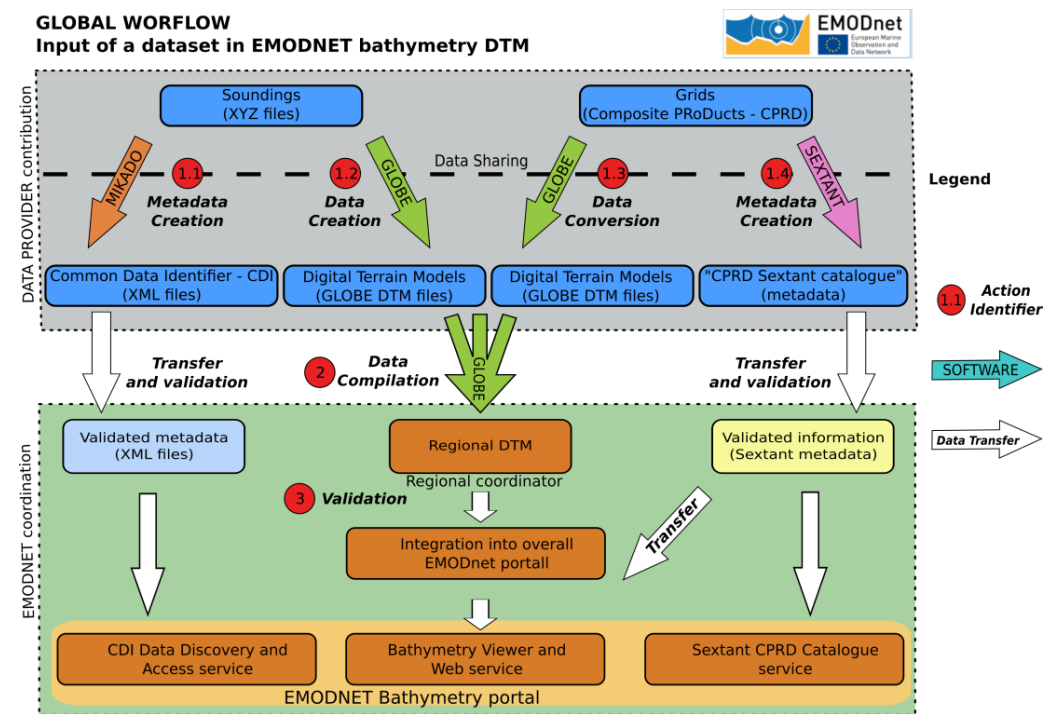 GLOBAL WORFLOW
Input of a dataset in EMODNET bathymetry DTM
EMODnet
European Marine
Observation and
Data Network
DATA PROVIDER contribution
Soundings
(XYZ files)
Grids
(Composite PRoDucts - CPRD)
Data Sharing
MIKADO
1.1
Metadata
Creation
1.2
Data
Creation
GLOBE
GLOBE
1.3
Data
Conversion
1.4
Metadata
Creation
SEXTANT
Common Data Identifier - CDI
(XML files)
Digital Terrain Models
(GLOBE DTM files)
Digital Terrain Models
(GLOBE DTM files)
"CPRD Sextant catalogue"
(metadata)
Legend
1.1
Action
Identifier
SOFTWARE
Data Transfer
Transfer
and validation
2
Data
Compilation
GLOBE
Transfer
and validation
EMODNET coordination
Validated metadata
(XML files)
Regional DTM
Regional coordinator
Validated information
(Sextant metadata)
3
Validation
Transfer
Integration into overall
EMODnet portall
CDI Data Discovery and
Access service
Bathymetry Viewer and
Web service
Sextant CPRD Catalogue
service
EMODNET Bathymetry portal